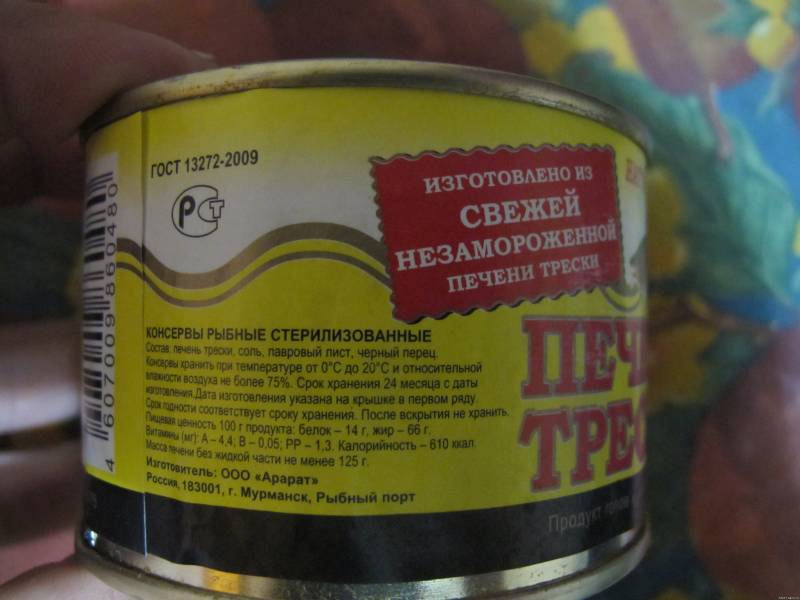 ГОСТ 13272-2009
РСТ
ИЗГОТОВЛЕНО ИЗ
СВЕЖЕЙ
НЕЗАМОРОЖЕННОЙ
ПЕЧЕНИ ТРЕСКИ
ПЕЧ
ТРЕС
КОНСЕРВЫ РЫБНЫЕ СТЕРИЛИЗОВАННЫЕ
Состав: печень трески, соль, лавровый лист, черный перец.
Консервы хранить при температуре от 0°С до 20°С и относительной
влажности воздуха не более 75%. Срок хранения 24 месяца с даты
изготовления.Дата изготовления указана на крышке в первом ряду.
Срок годности соответствует сроку хранения. После вскрытия не хранить.
Пищевая ценность 100 г продукта: белок – 14 г, жир – 66 г.
Витамины (мг): А – 4,4; В – 0,05; РР – 1,3. Калорийность – 610 ккал.
Масса печени без жидкой части не менее 125 г.
Изготовитель: ООО «Арарат»
Россия, 183001, г. Мурманск, Рыбный порт
Продукт готов
4 607009 860480